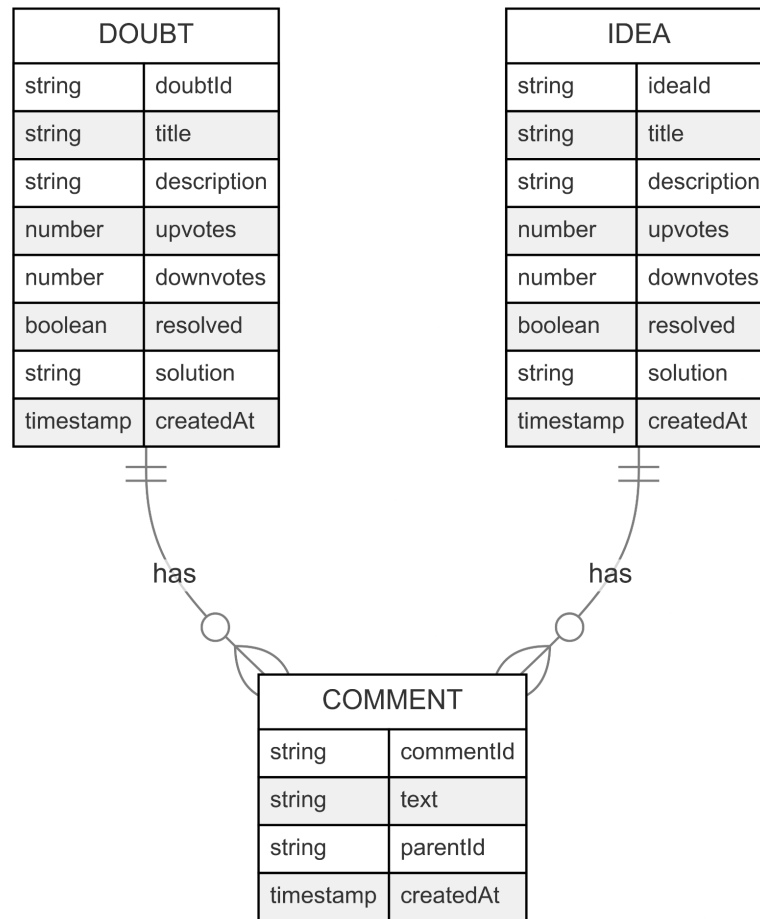 DOUBT
string doubtId
string title
string description
number upvotes
number downvotes
boolean resolved
string solution
timestamp createdAt
IDEA
string ideaId
string title
string description
number upvotes
number downvotes
boolean resolved
string solution
timestamp createdAt
has
has
COMMENT
string commentId
string text
string parentId
timestamp createdAt